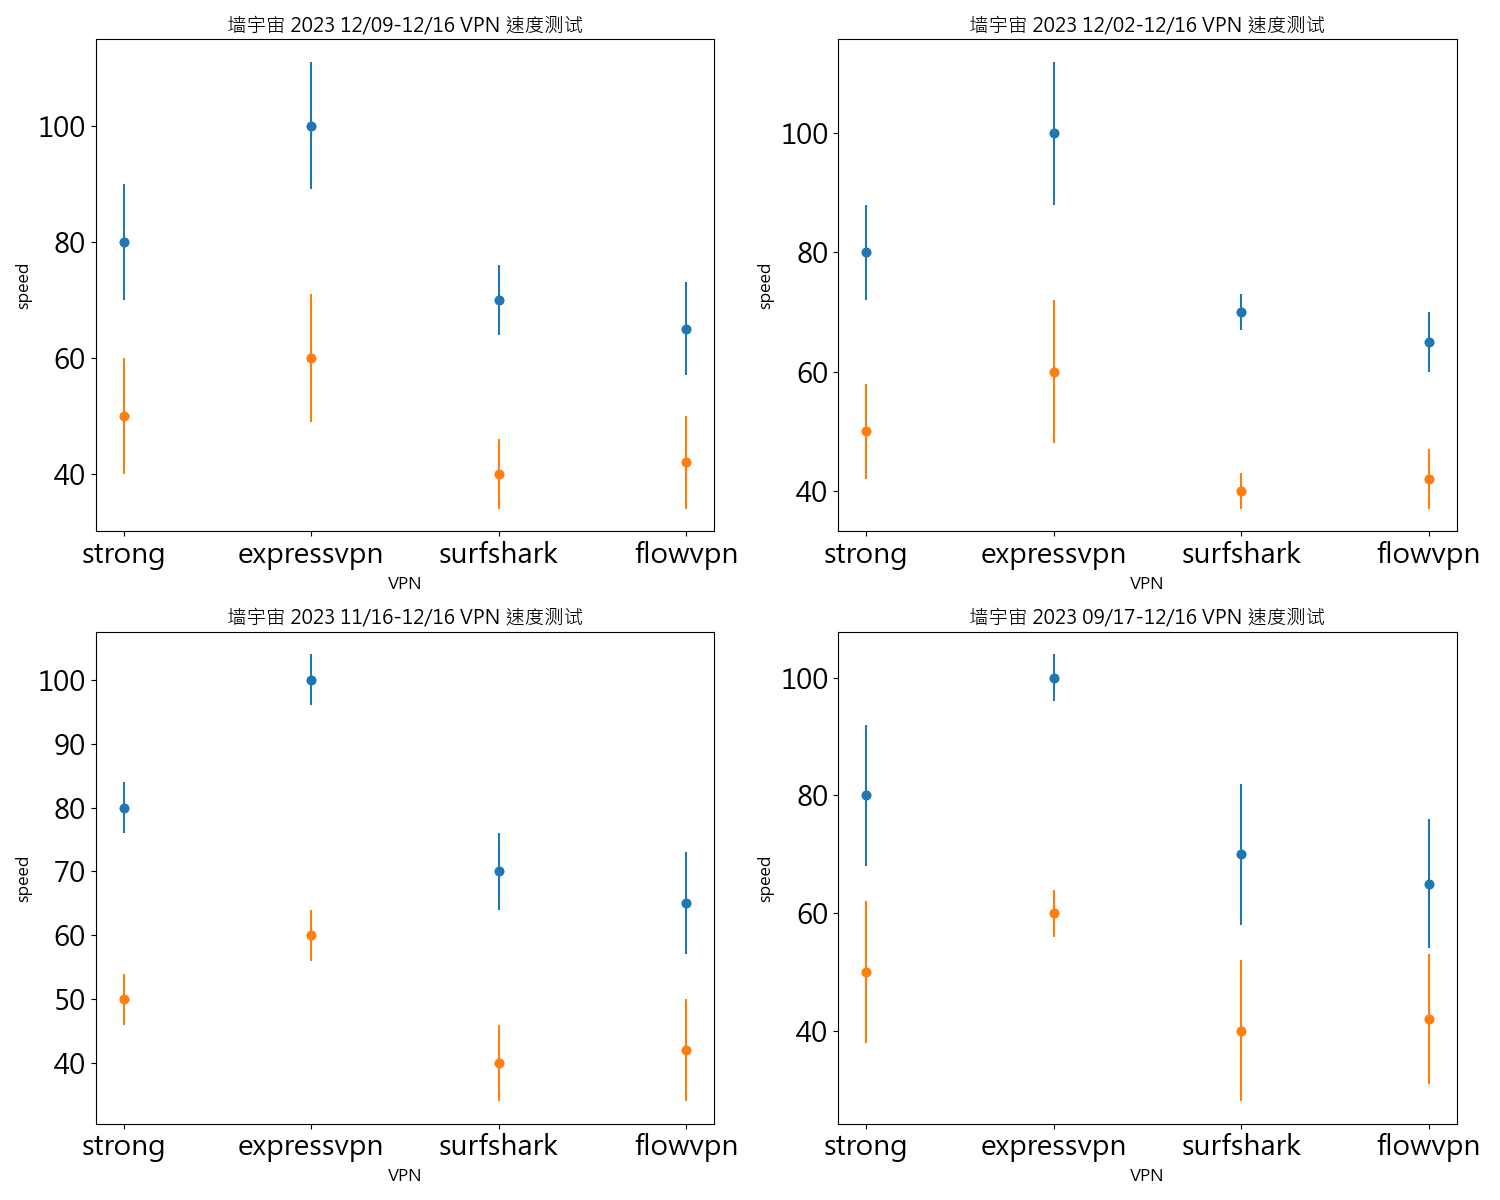 墙宇宙 2023 12/09-12/16 VPN 速度测试
100
80
60
40
speed
strong expressvpn surfshark flowvpn
VPN
墙宇宙 2023 12/02-12/16 VPN 速度测试
100
80
60
40
speed
strong expressvpn surfshark flowvpn
VPN
墙宇宙 2023 11/16-12/16 VPN 速度测试
100
90
80
70
60
50
40
speed
strong expressvpn surfshark flowvpn
VPN
墙宇宙 2023 09/17-12/16 VPN 速度测试
100
80
60
40
speed
strong expressvpn surfshark flowvpn
VPN